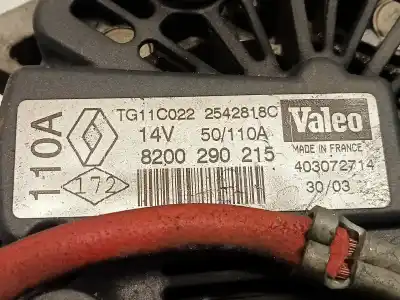 110A
TG11C022 2542818C
14V 50/110A
8200 290 215
172
Valeo
MADE IN FRANCE
403072714
30/03